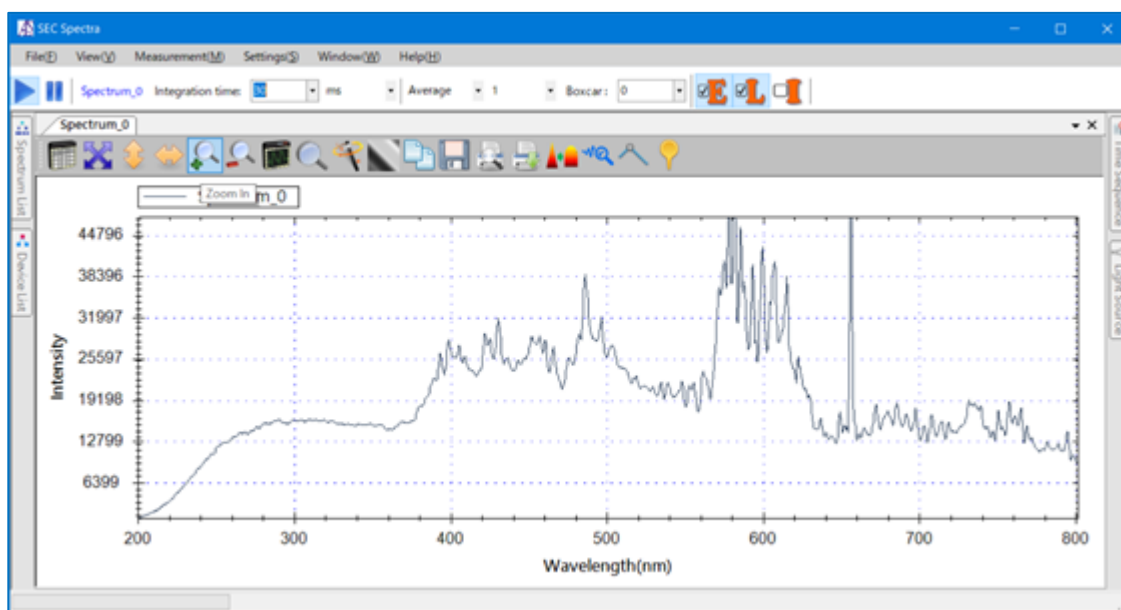 SEC Spectra
File(F) View(V) Measurement(M) Settings(S) Window(W) Help(H)
Spectrum_0 Integration time: ms Average 1 Boxcar: 0 E L I
Spectrum_0
Spectrum List
Device List
Time Sequence
Light Source
Zoom In
m_0
44796
38396
31997
25597
19198
12799
6399
Intensity
200 300 400 500 600 700 800
Wavelength(nm)